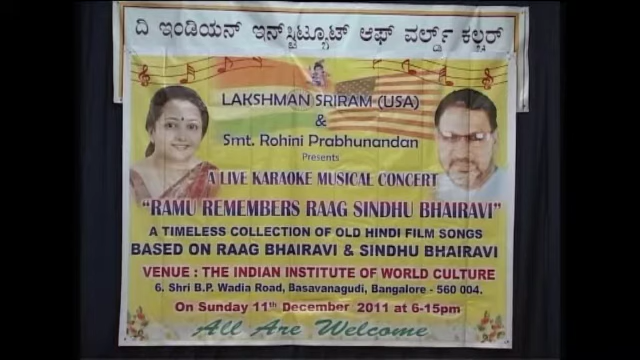 ದಿ ಇಂಡಿಯನ್ ಇನ್‌ಸ್ಟಿಟ್ಯೂಟ್ ಆಫ್ ವರ್ಲ್ಡ್ ಕಲ್ಚರ್
LAKSHMAN SRIRAM (USA)
&
Smt. Rohini Prabhunandan
Presents
A LIVE KARAOKE MUSICAL CONCERT
"RAMU REMEMBERS RAAG SINDHU BHAIRAVI"
A TIMELESS COLLECTION OF OLD HINDI FILM SONGS
BASED ON RAAG BHAIRAVI & SINDHU BHAIRAVI
VENUE : THE INDIAN INSTITUTE OF WORLD CULTURE
6, Shri B.P. Wadia Road, Basavanagudi, Bangalore - 560 004.
On Sunday 11th December 2011 at 6-15pm
All Are Welcome